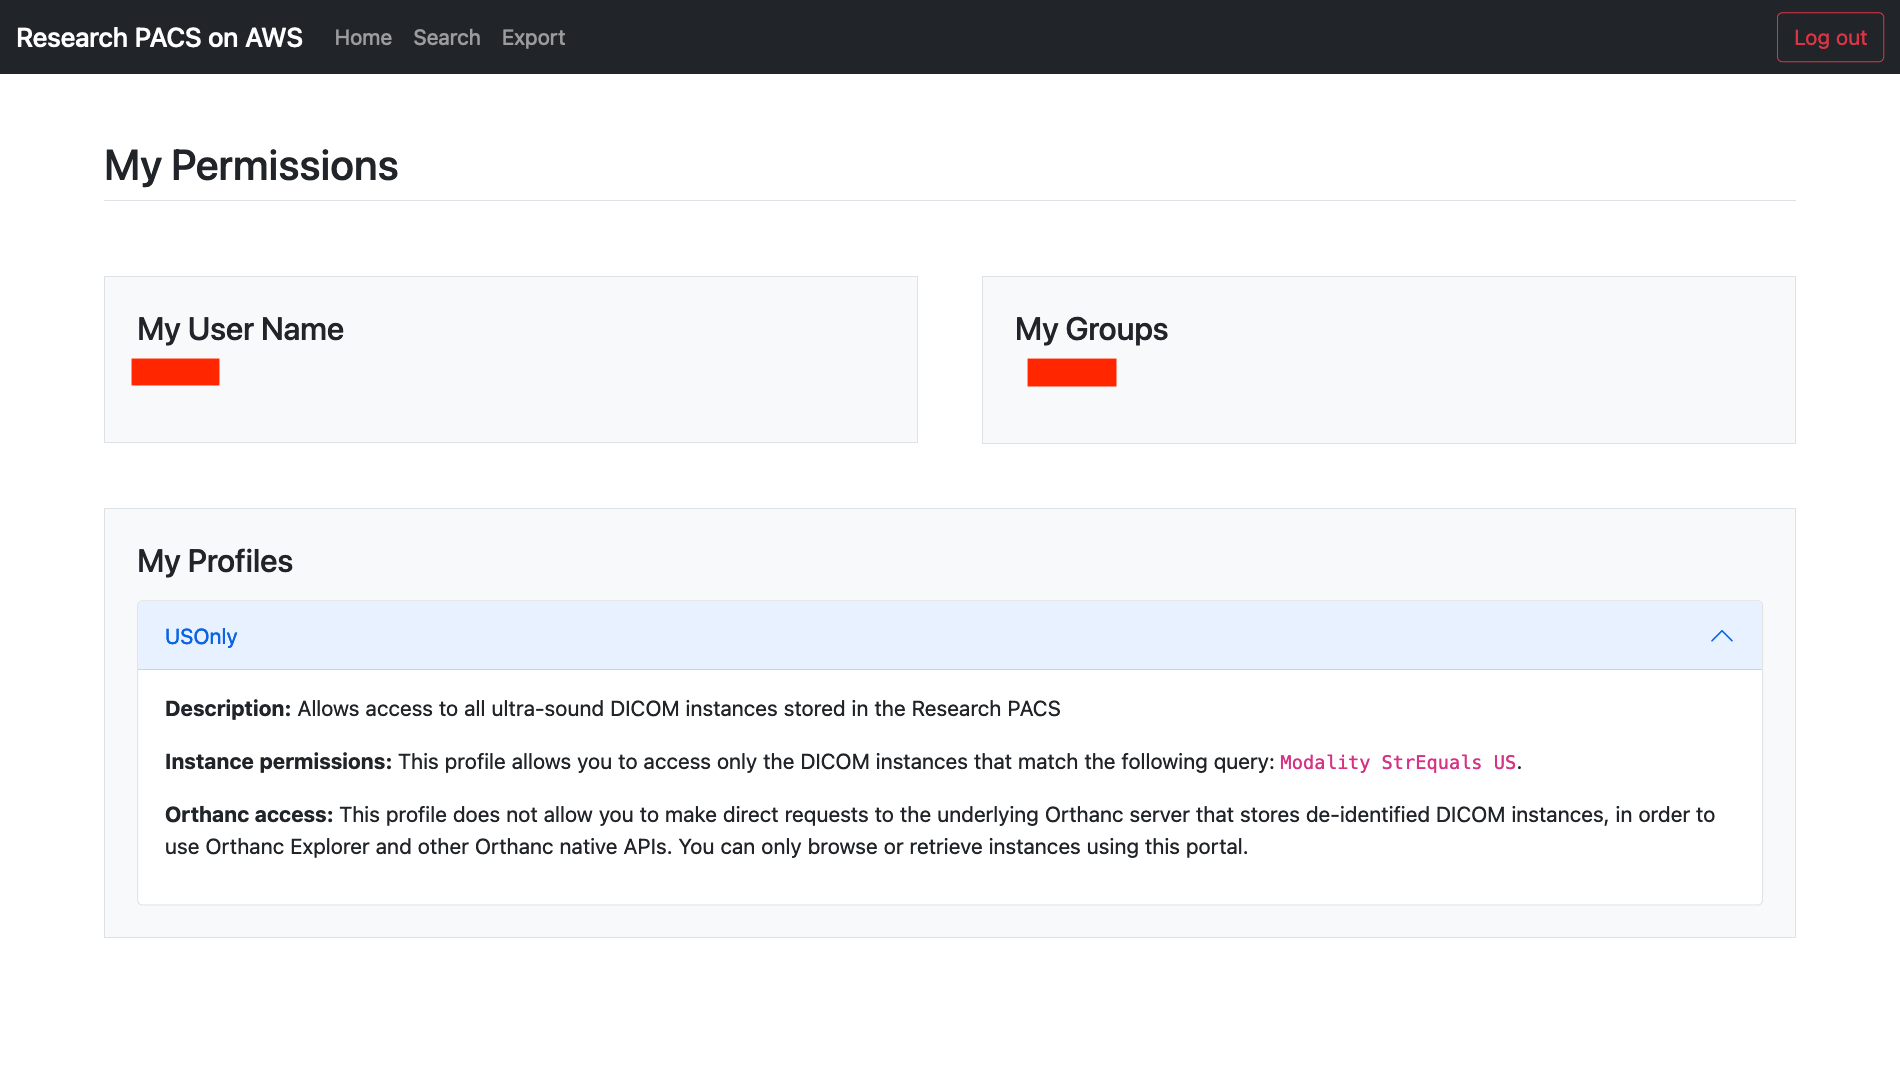 Research PACS on AWS Home Search Export Log out
My Permissions
My User Name
My Groups
My Profiles
USOnly
Description: Allows access to all ultra-sound DICOM instances stored in the Research PACS
Instance permissions: This profile allows you to access only the DICOM instances that match the following query: Modality StrEquals US.
Orthanc access: This profile does not allow you to make direct requests to the underlying Orthanc server that stores de-identified DICOM instances, in order to
use Orthanc Explorer and other Orthanc native APIs. You can only browse or retrieve instances using this portal.